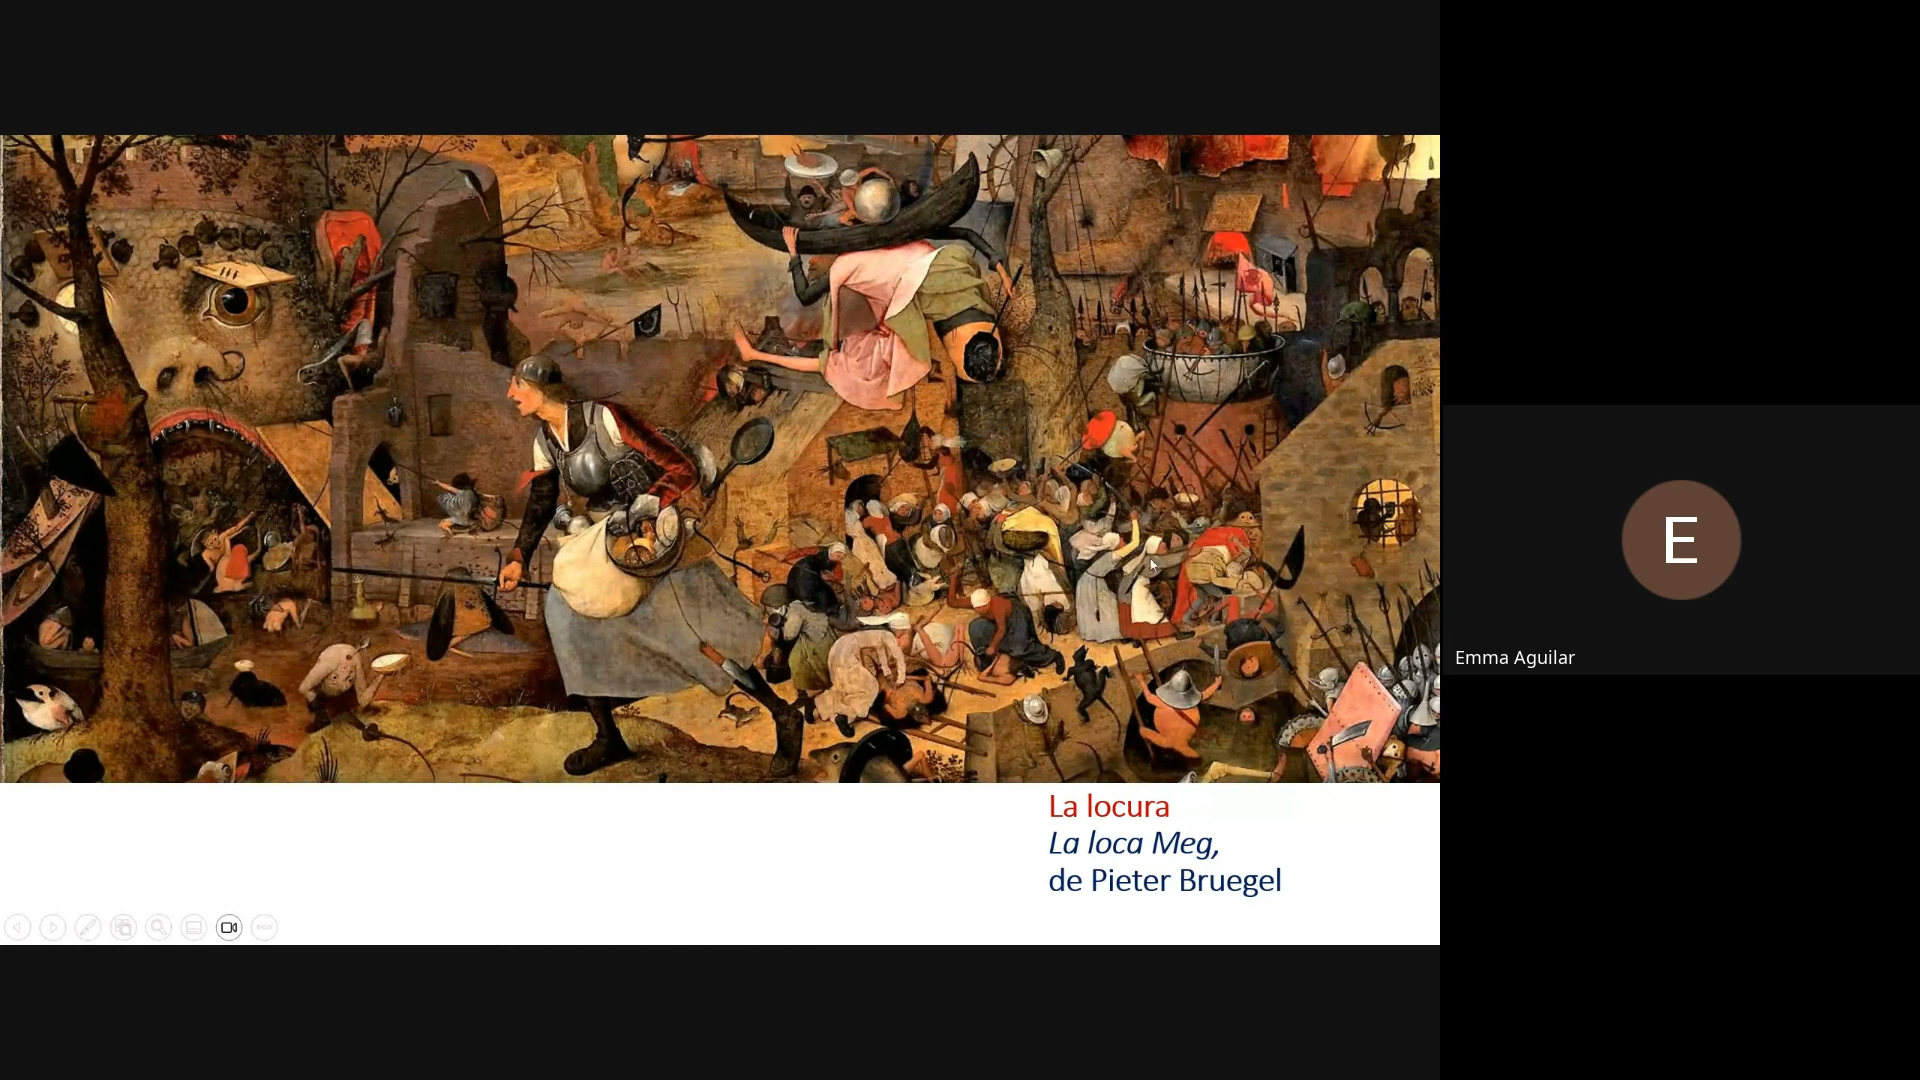 La locura
La loca Meg,
de Pieter Bruegel
E
Emma Aguilar